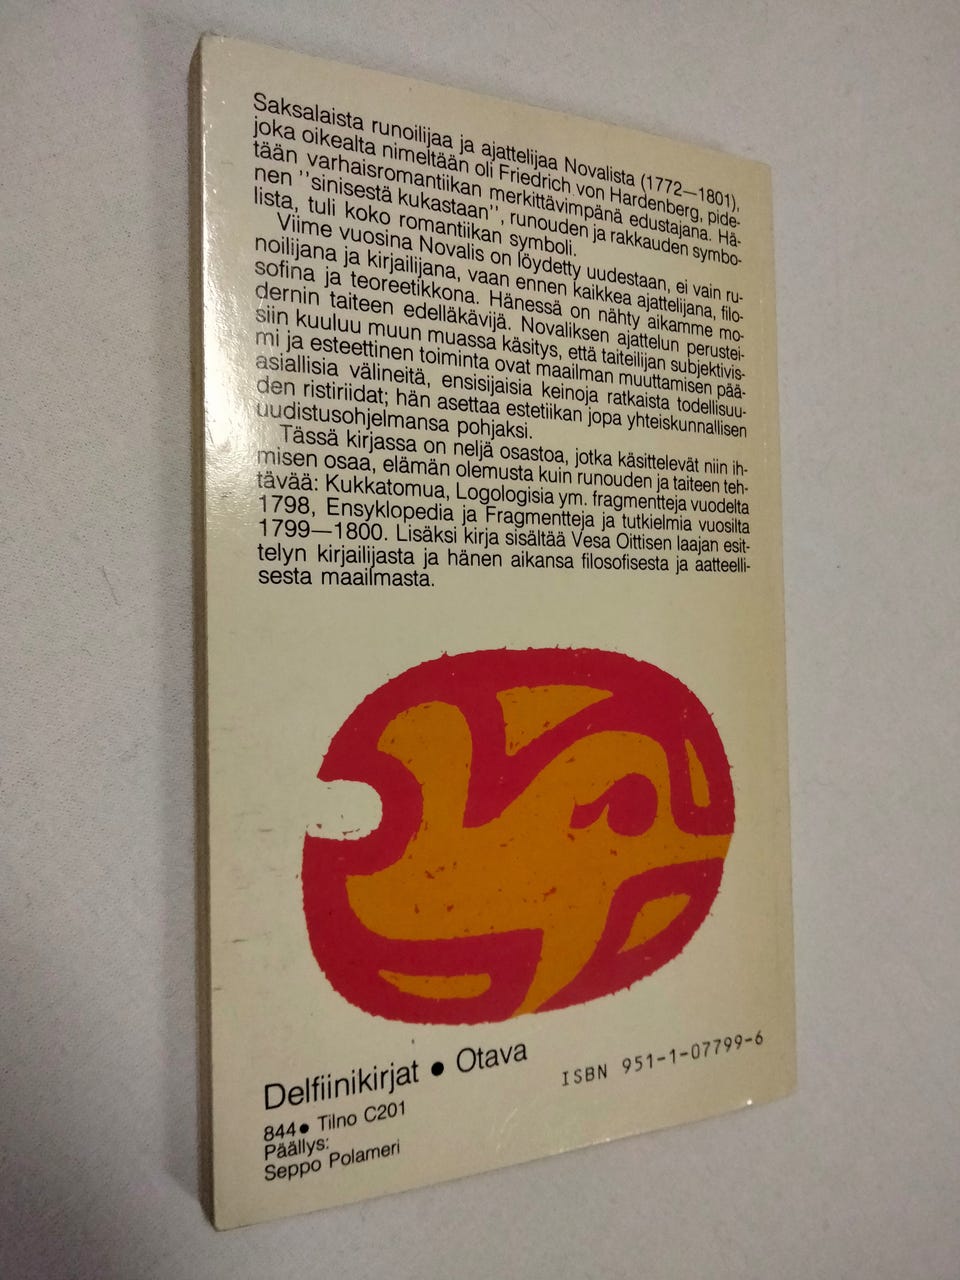 Saksalaista runoilijaa ja ajattelijaa Novalista (1772—1801),
joka oikealta nimeltään oli Friedrich von Hardenberg, pide-
tään varhaisromantiikan merkittävimpänä edustajana. Hä-
nen ''sinisestä kukastaan'', runouden ja rakkauden symbo-
lista, tuli koko romantiikan symboli.
Viime vuosina Novalis on löydetty uudestaan, ei vain ru-
noilijana ja kirjailijana, vaan ennen kaikkea ajattelijana, filo-
sofina ja teoreetikkona. Hänessä on nähty aikamme mo-
dernin taiteen edelläkävijä. Novaliksen ajattelun perustei-
siin kuuluu muun muassa käsitys, että taiteilijan subjektivis-
mi ja esteettinen toiminta ovat maailman muuttamisen pää-
asiallisia välineitä, ensisijaisia keinoja ratkaista todellisuu-
den ristiriidat; hän asettaa estetiikan jopa yhteiskunnallisen
uudistusohjelmansa pohjaksi.
Tässä kirjassa on neljä osastoa, jotka käsittelevät niin ih-
misen osaa, elämän olemusta kuin runouden ja taiteen teh-
tävää: Kukkatomua, Logologisia ym. fragmentteja vuodelta
1798, Ensyklopedia ja Fragmentteja ja tutkielmia vuosilta
1799—1800. Lisäksi kirja sisältää Vesa Oittisen laajan esit-
telyn kirjailijasta ja hänen aikansa filosofisesta ja aatteelli-
sesta maailmasta.
Delfiinikirjat ● Otava
ISBN 951-1-07799-6
844● Tilno C201
Päällys:
Seppo Polameri